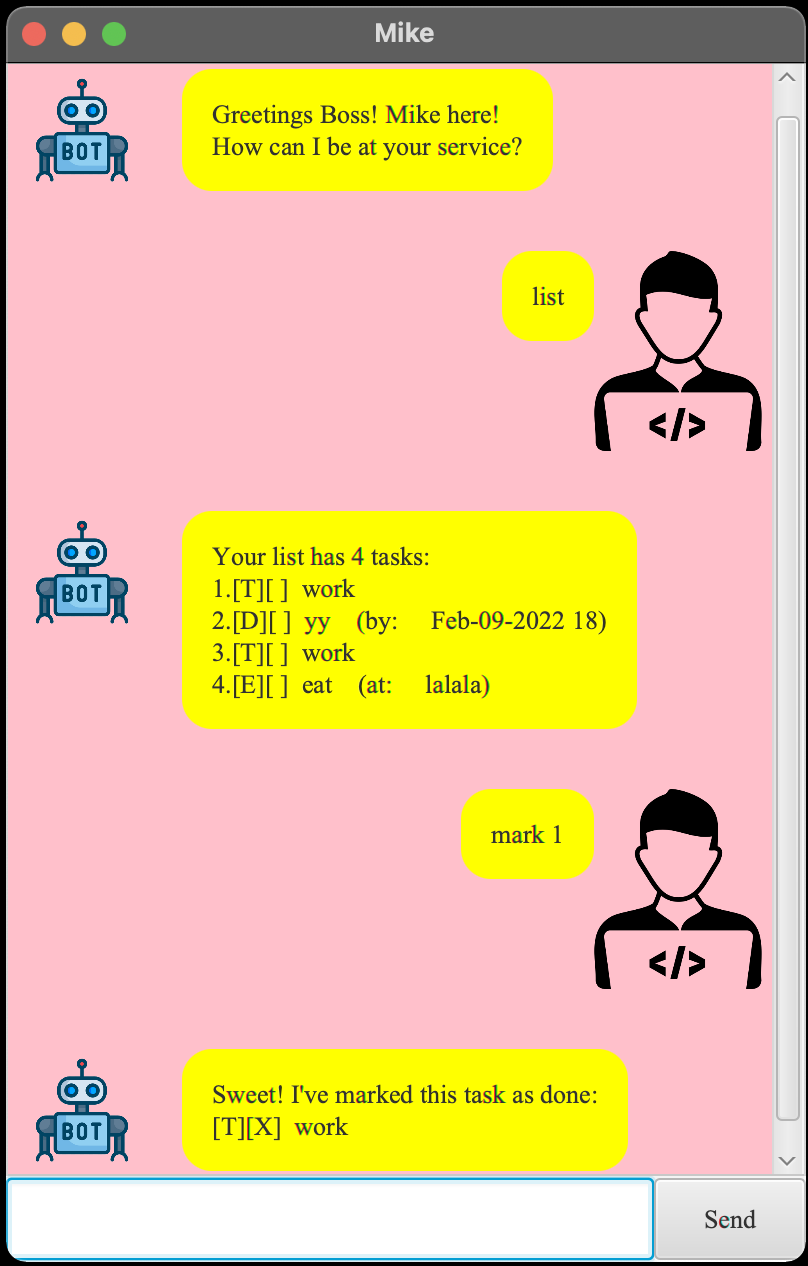 Mike
BOT
Greetings Boss! Mike here!
How can I be at your service?
list
</>
BOT
Your list has 4 tasks:
1.[T][ ]  work
2.[D][ ]  yy    (by:     Feb-09-2022 18)
3.[T][ ]  work
4.[E][ ]  eat    (at:     lalala)
mark 1
</>
BOT
Sweet! I've marked this task as done:
[T][X]  work
Send